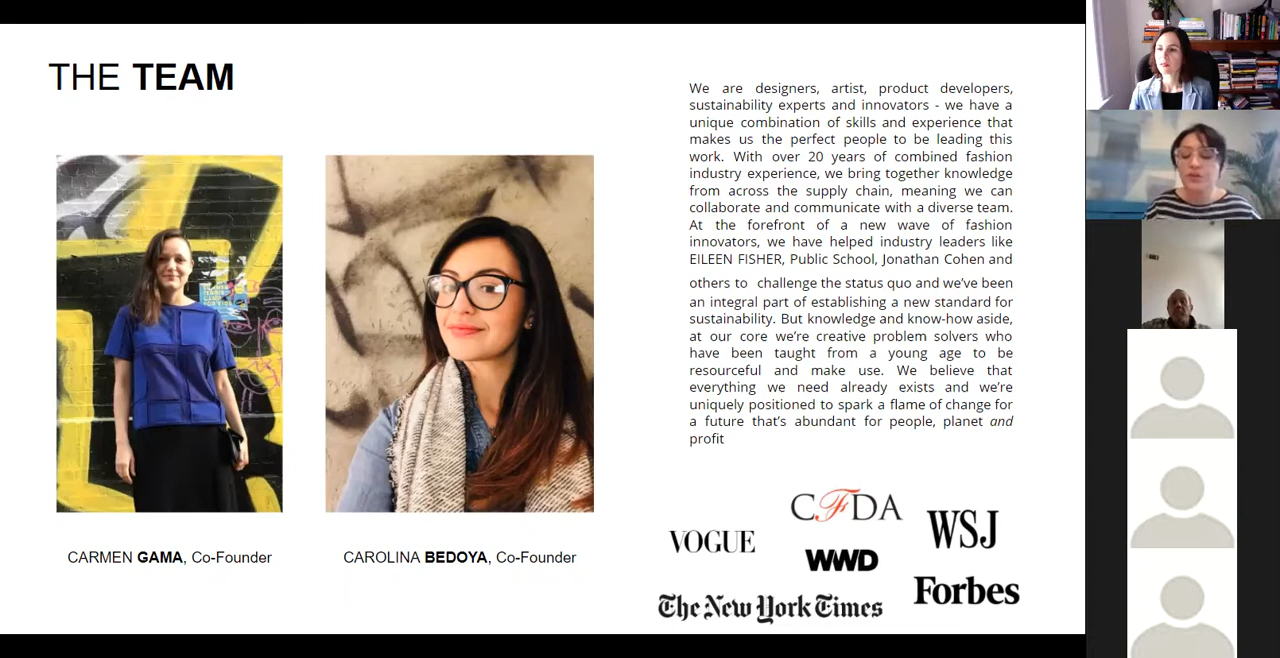 THE TEAM
We are designers, artist, product developers,
sustainability experts and innovators - we have a
unique combination of skills and experience that
makes us the perfect people to be leading this
work. With over 20 years of combined fashion
industry experience, we bring together knowledge
from across the supply chain, meaning we can
collaborate and communicate with a diverse team.
At the forefront of a new wave of fashion
innovators, we have helped industry leaders like
EILEEN FISHER, Public School, Jonathan Cohen and
others to challenge the status quo and we've been
an integral part of establishing a new standard for
sustainability. But knowledge and know-how aside,
at our core we're creative problem solvers who
have been taught from a young age to be
resourceful and make use. We believe that
everything we need already exists and we're
uniquely positioned to spark a flame of change for
a future that's abundant for people, planet and
profit
CARMEN GAMA, Co-Founder
CAROLINA BEDOYA, Co-Founder
VOGUE
CFDA
WSJ
WWD
Forbes
The New York Times